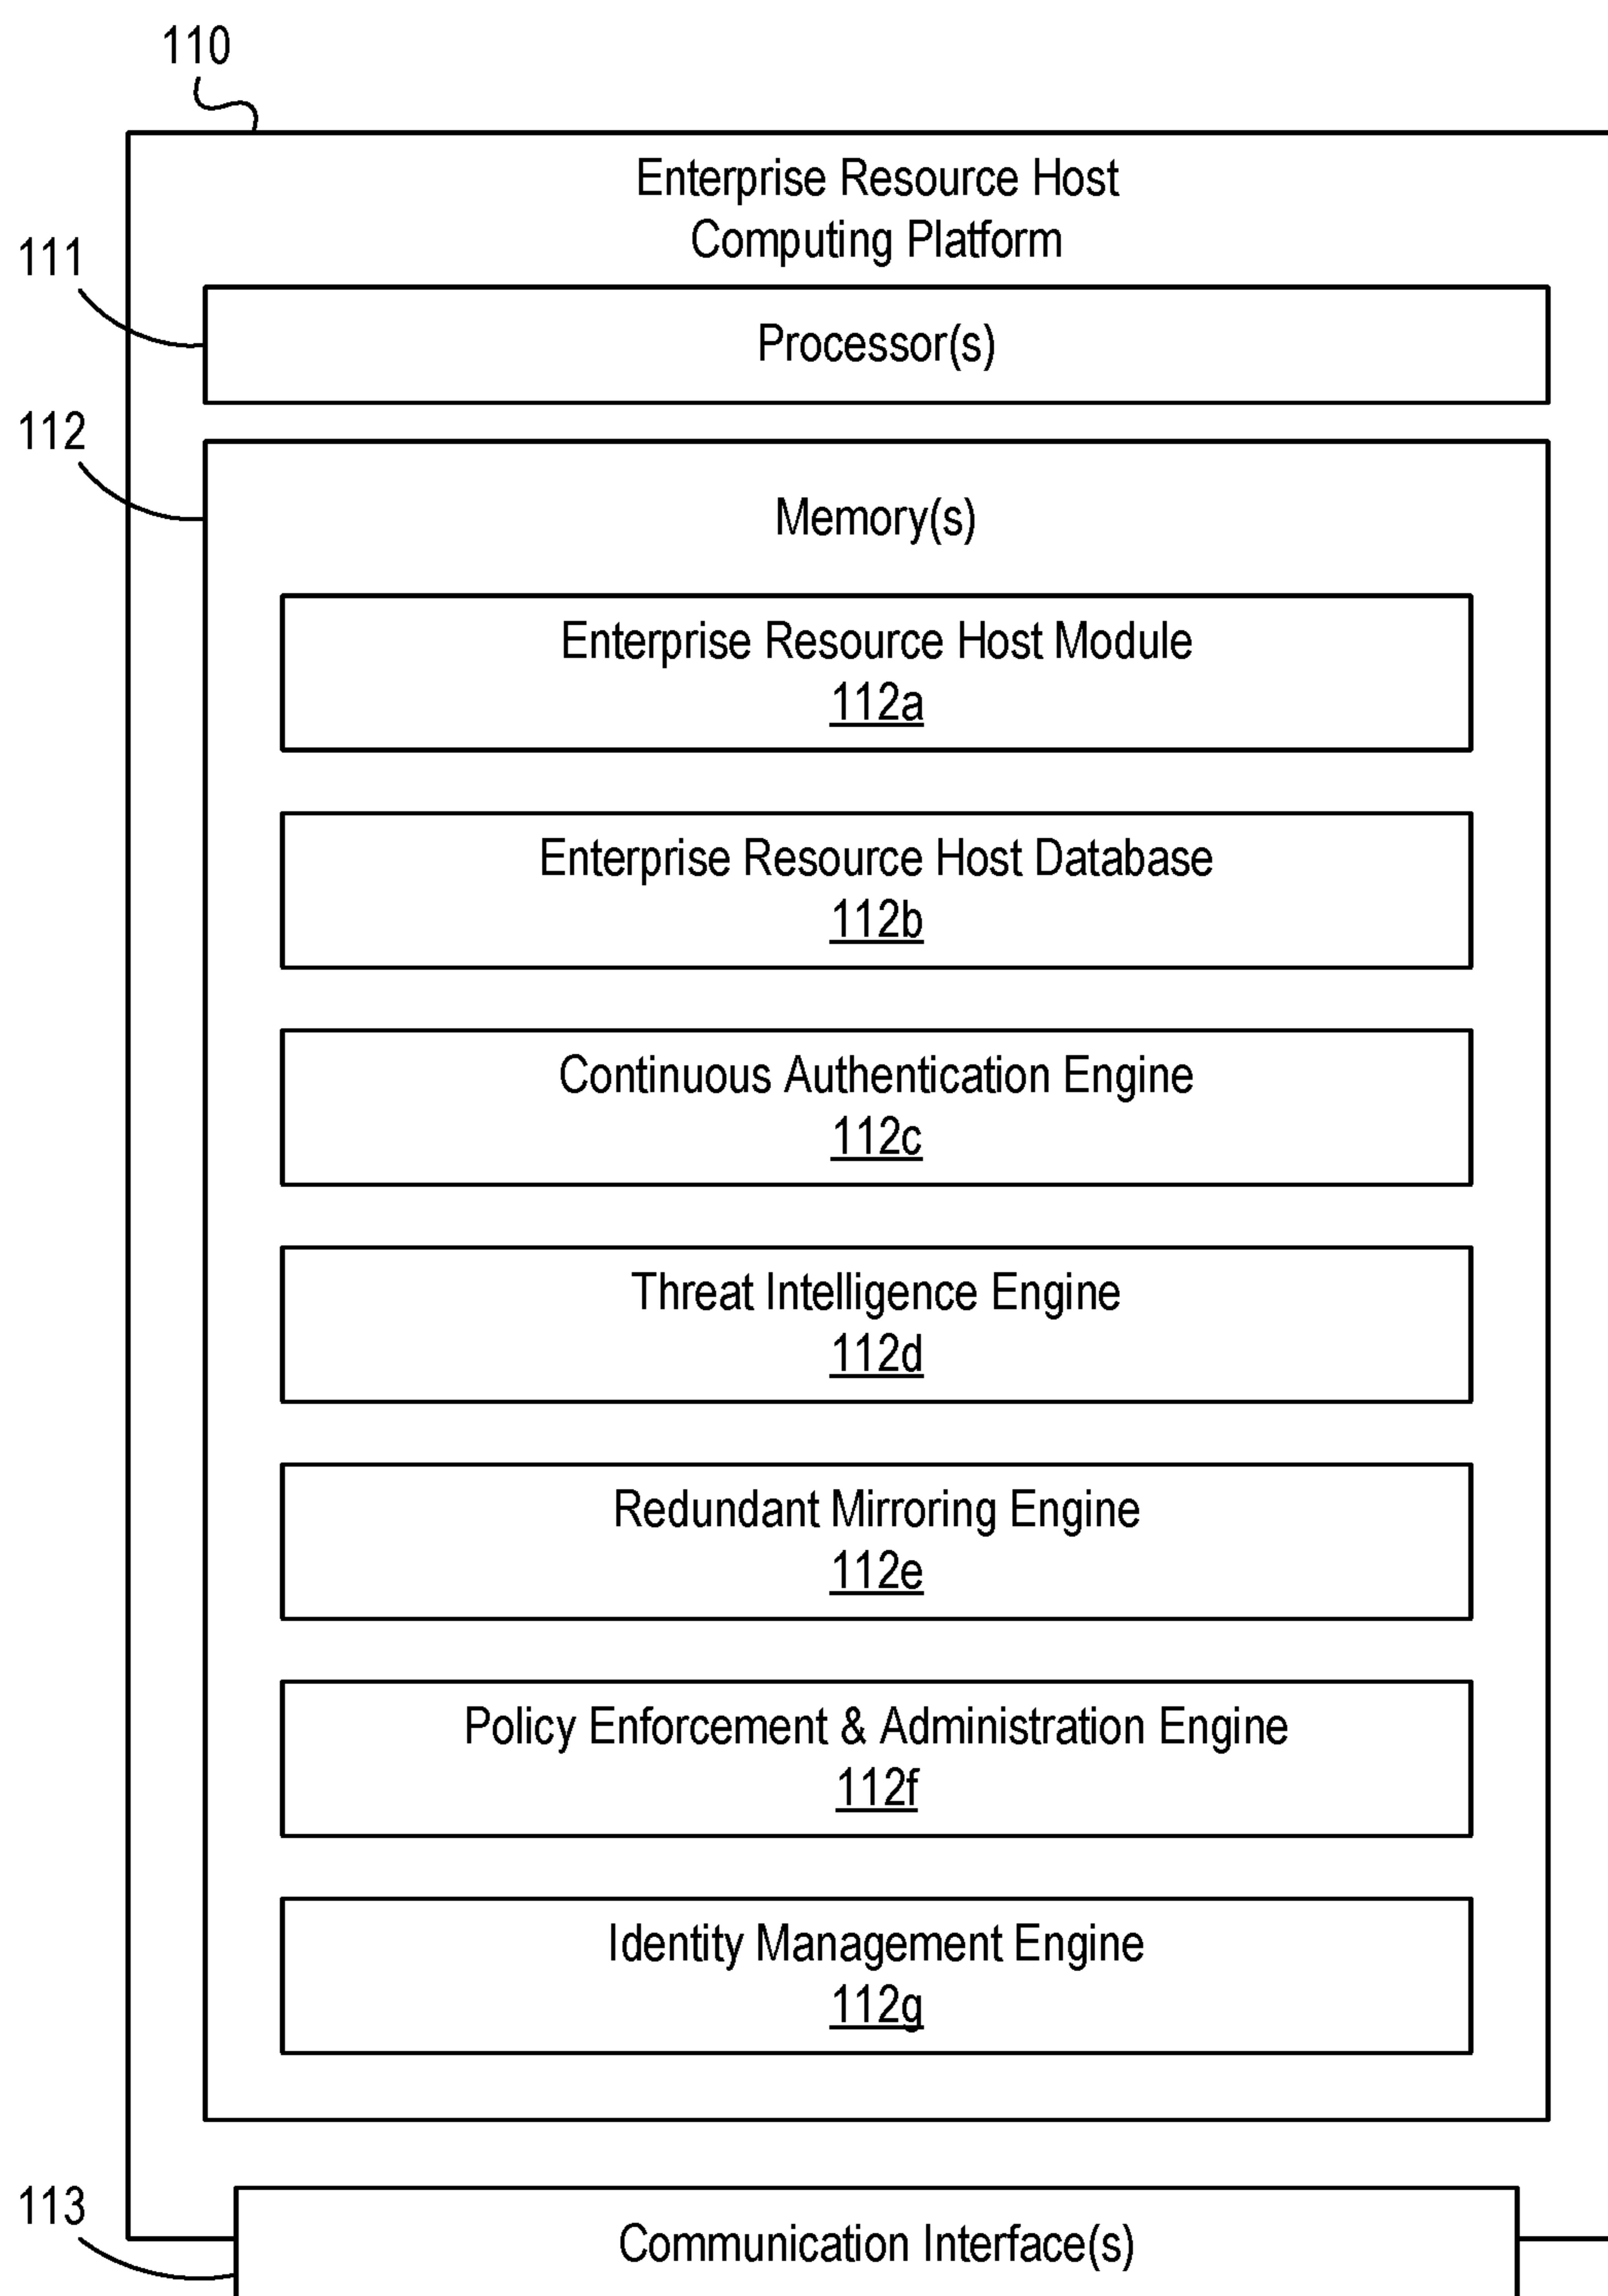 110
Enterprise Resource Host
Computing Platform
111
Processor(s)
112
Memory(s)
Enterprise Resource Host Module
112a
Enterprise Resource Host Database
112b
Continuous Authentication Engine
112c
Threat Intelligence Engine
112d
Redundant Mirroring Engine
112e
Policy Enforcement & Administration Engine
112f
Identity Management Engine
112g
113
Communication Interface(s)